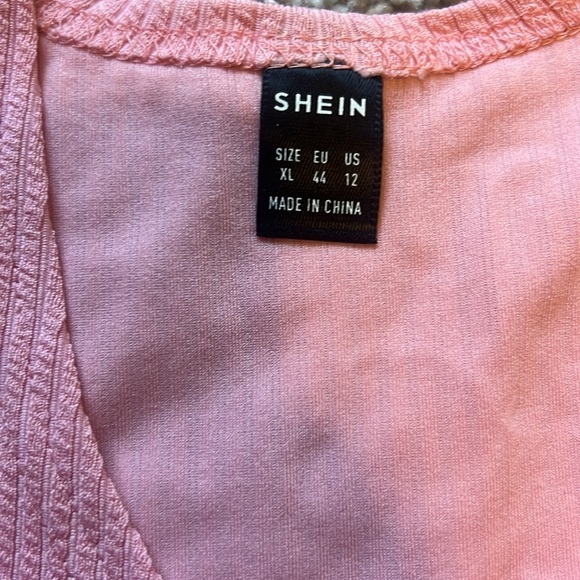 SHEIN
SIZE EU US
XL 44 12
MADE IN CHINA